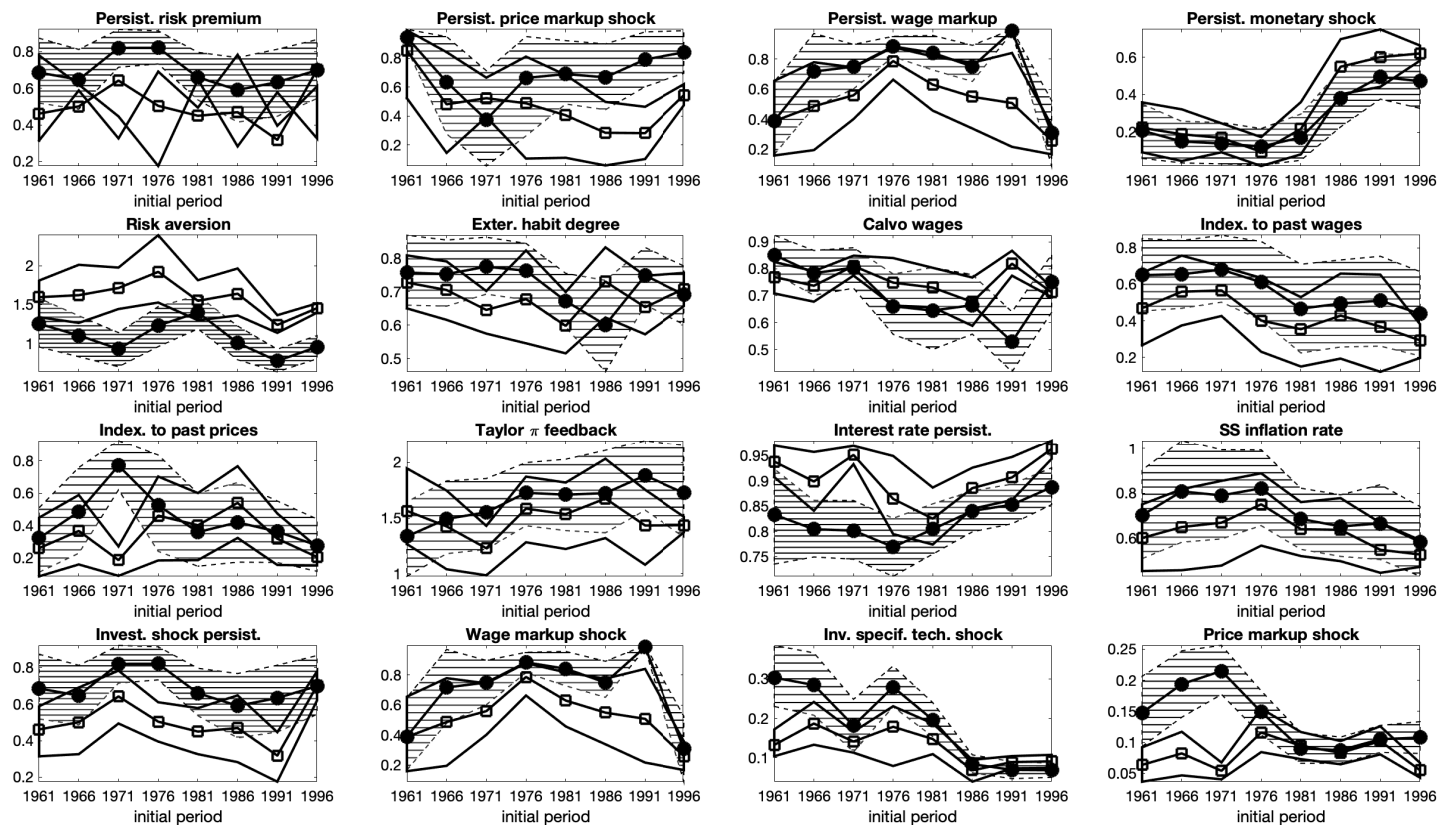 Persist. risk premium
0.8
0.6
0.4
0.2
1961 1966 1971 1976 1981 1986 1991 1996
initial period
Persist. price markup shock
0.8
0.6
0.4
0.2
1961 1966 1971 1976 1981 1986 1991 1996
initial period
Persist. wage markup
0.8
0.6
0.4
0.2
1961 1966 1971 1976 1981 1986 1991 1996
initial period
Persist. monetary shock
0.6
0.4
0.2
1961 1966 1971 1976 1981 1986 1991 1996
initial period
Risk aversion
2
1.5
1
1961 1966 1971 1976 1981 1986 1991 1996
initial period
Exter. habit degree
0.8
0.7
0.6
0.5
1961 1966 1971 1976 1981 1986 1991 1996
initial period
Calvo wages
0.9
0.8
0.7
0.6
0.5
1961 1966 1971 1976 1981 1986 1991 1996
initial period
Index. to past wages
0.8
0.6
0.4
0.2
1961 1966 1971 1976 1981 1986 1991 1996
initial period
Index. to past prices
0.8
0.6
0.4
0.2
1961 1966 1971 1976 1981 1986 1991 1996
initial period
Taylor π feedback
2
1.5
1
1961 1966 1971 1976 1981 1986 1991 1996
initial period
Interest rate persist.
0.95
0.9
0.85
0.8
0.75
1961 1966 1971 1976 1981 1986 1991 1996
initial period
SS inflation rate
1
0.8
0.6
1961 1966 1971 1976 1981 1986 1991 1996
initial period
Invest. shock persist.
0.8
0.6
0.4
0.2
1961 1966 1971 1976 1981 1986 1991 1996
initial period
Wage markup shock
0.8
0.6
0.4
0.2
1961 1966 1971 1976 1981 1986 1991 1996
initial period
Inv. specif. tech. shock
0.3
0.2
0.1
1961 1966 1971 1976 1981 1986 1991 1996
initial period
Price markup shock
0.25
0.2
0.15
0.1
0.05
1961 1966 1971 1976 1981 1986 1991 1996
initial period